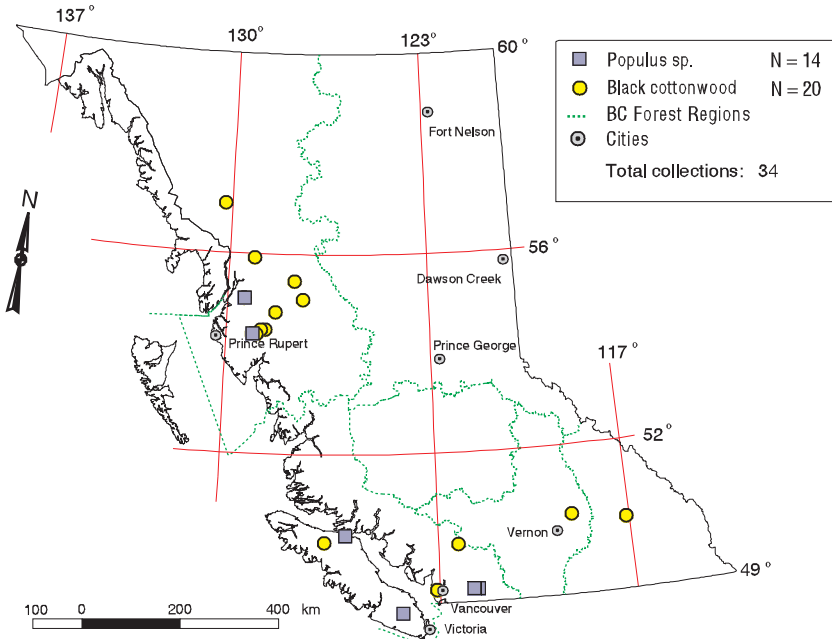 137°
130°
123°
60°
Populus sp. N = 14
Black cottonwood N = 20
BC Forest Regions
Cities
Total collections: 34
Fort Nelson
N
56°
Dawson Creek
Prince Rupert
Prince George
117°
52°
Vernon
49°
Vancouver
Victoria
100 0 200 400 km